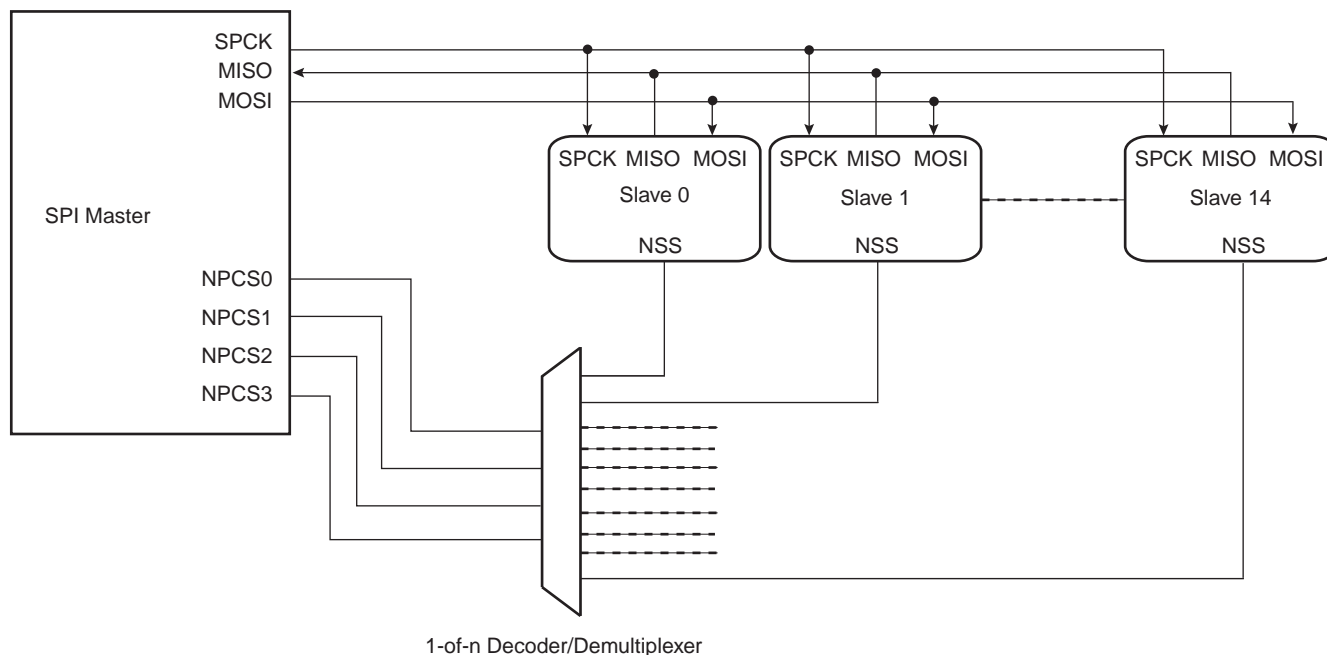 SPI Master
SPCK
MISO
MOSI
NPCS0
NPCS1
NPCS2
NPCS3
SPCK MISO MOSI
Slave 0
NSS
SPCK MISO MOSI
Slave 1
NSS
SPCK MISO MOSI
Slave 14
NSS
1-of-n Decoder/Demultiplexer